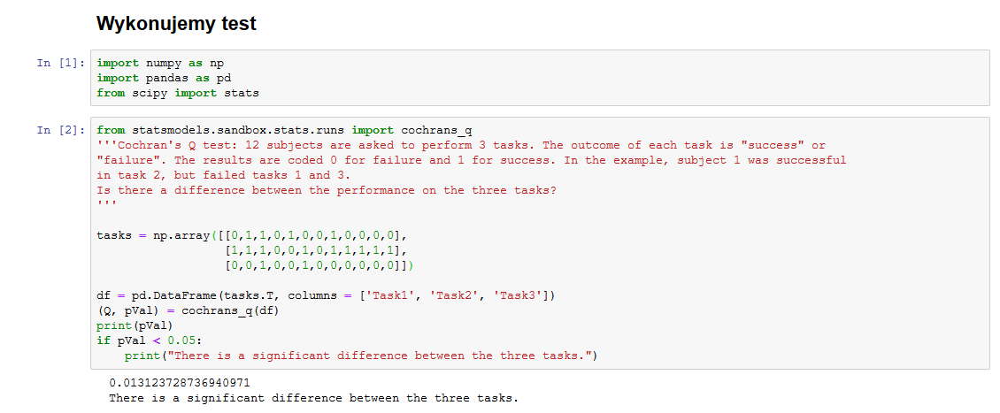 Wykonujemy test
In [1]: import numpy as np
import pandas as pd
from scipy import stats
In [2]: from statsmodels.sandbox.stats.runs import cochrans_q
'''Cochran's Q test: 12 subjects are asked to perform 3 tasks. The outcome of each task is "success" or
"failure". The results are coded 0 for failure and 1 for success. In the example, subject 1 was successful
in task 2, but failed tasks 1 and 3.
Is there a difference between the performance on the three tasks?
'''
tasks = np.array([[0,1,1,0,1,0,0,1,0,0,0,0],
[1,1,1,0,0,1,0,1,1,1,1,1],
[0,0,1,0,0,1,0,0,0,0,0,0]])
df = pd.DataFrame(tasks.T, columns = ['Task1', 'Task2', 'Task3'])
(Q, pVal) = cochrans_q(df)
print(pVal)
if pVal < 0.05:
print("There is a significant difference between the three tasks.")
0.013123728736940971
There is a significant difference between the three tasks.